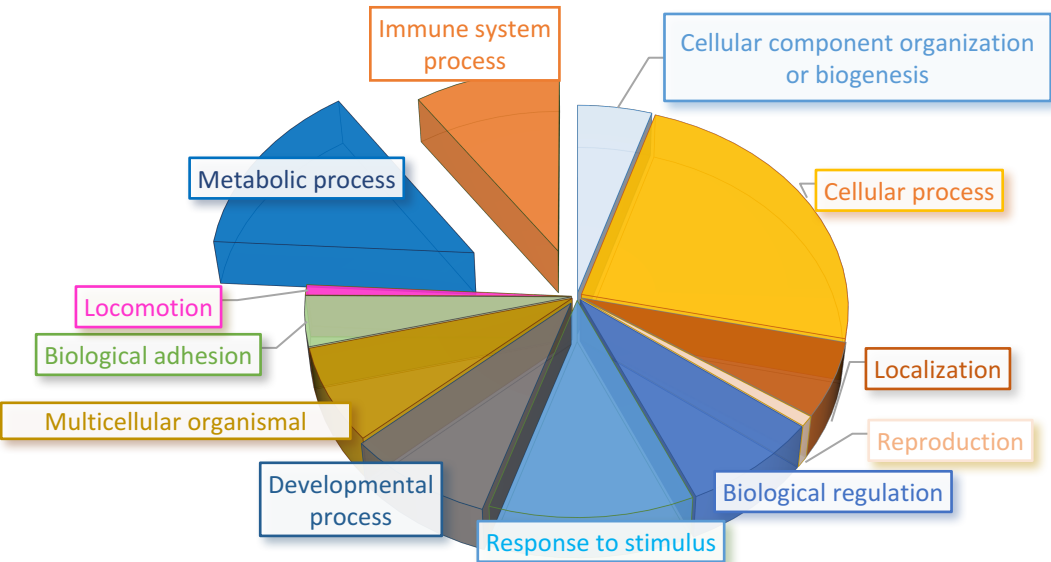 Immune system
process
Cellular component organization
or biogenesis
Metabolic process
Cellular process
Locomotion
Biological adhesion
Localization
Multicellular organismal
Reproduction
Developmental
process
Biological regulation
Response to stimulus